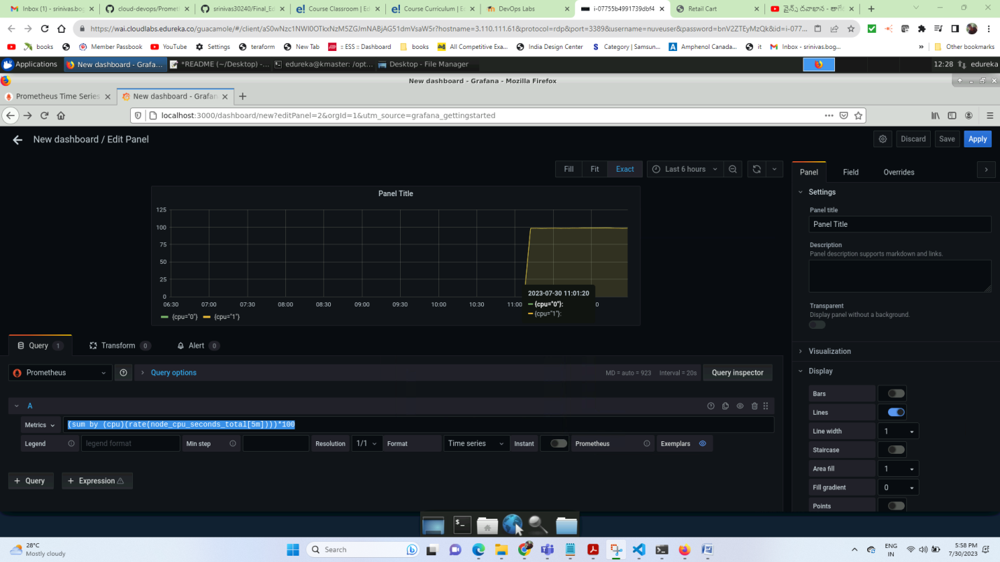 Inbox (1) - srinivas.bog
cloud-devops/Promet
srinivas30240/Final_Ed
Course Classroom | Ed
Course Curriculum | Ed
DevOps Labs
i-07755b4991739dbf4
Retail Cart
వైన్స్ దవాఖాన - తాగే
https://wai.cloudlabs.edureka.co/guacamole/#/client/aS0wNzc1NWI0OTkxNzM5ZGJmNABjAG51dmVsaW5r?hostname=3.110.111.61&protocol=rdp&port=3389&username=nuveuser&password=bnV2ZTEyMzQk&id=i-077...
books
Member Passbook
YouTube
Settings
teraform
New Tab
:: ESS :: Dashboard
books
All Competitive Exa...
India Design Center
Category | Samsun...
Amphenol Canada...
it
Inbox - srinivas.bog...
»
Other bookmarks
Applications
New dashboard - Grafa...
*README (~/Desktop) -...
edureka@kmaster: /opt...
Desktop - File Manager
12:28
edureka
New dashboard - Grafana - Mozilla Firefox
Prometheus Time Series
New dashboard - Grafan
localhost:3000/dashboard/new?editPanel=2&orgId=1&utm_source=grafana_gettingstarted
New dashboard / Edit Panel
Discard
Save
Apply
Fill
Fit
Exact
Last 6 hours
Panel
Field
Overrides
Panel Title
125
100
75
50
25
0
06:30
07:00
07:30
08:00
08:30
09:00
09:30
10:00
10:30
11:00
0
2023-07-30 11:01:20
{cpu="0"}:
{cpu="1"}:
{cpu="0"}
{cpu="1"}
Settings
Panel title
Panel Title
Description
Panel description supports markdown and links.
Transparent
Display panel without a background.
Visualization
Display
Bars
Lines
Line width
1
Staircase
Area fill
1
Fill gradient
0
Points
Query
1
Transform
0
Alert
0
Prometheus
Query options
MD = auto = 923
Interval = 20s
Query inspector
A
Metrics
(sum by (cpu)(rate(node_cpu_seconds_total[5m])))*100
Legend
legend format
Min step
Resolution
1/1
Format
Time series
Instant
Prometheus
Exemplars
+ Query
+ Expression
28°C
Mostly cloudy
Search
ENG
IN
5:58 PM
7/30/2023